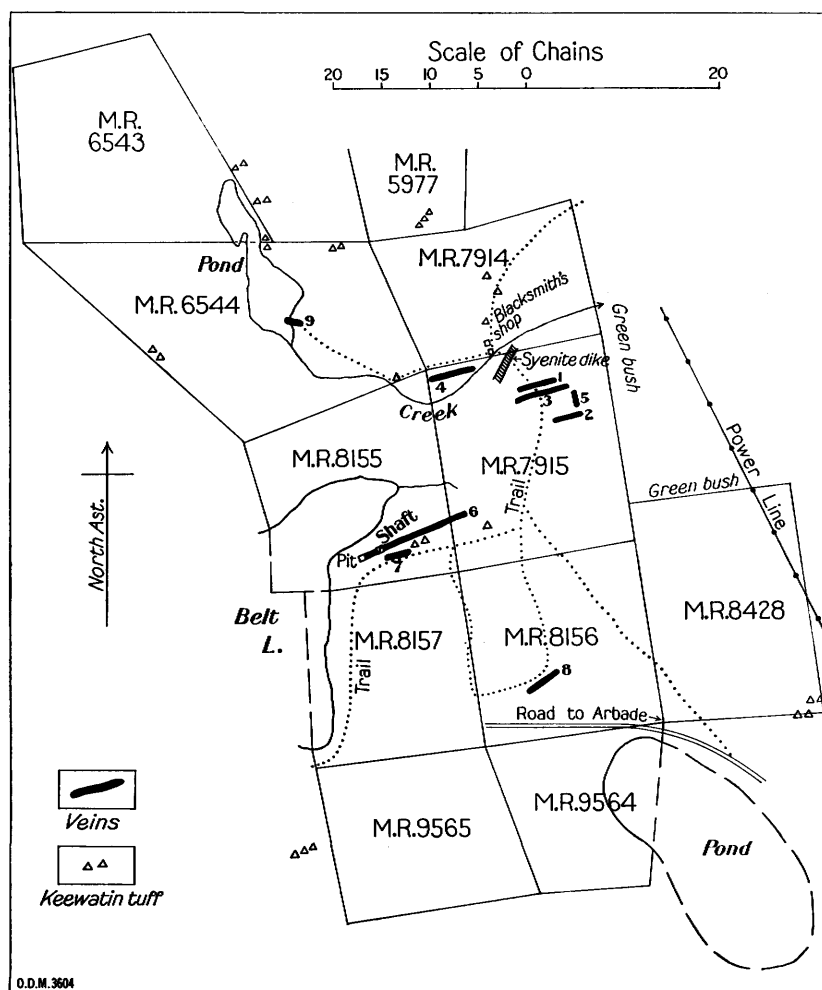 Scale of Chains
20 15 10 5 0 20
M.R.
6543
M.R.
5977
Pond
M.R.7914
M.R.6544
Blacksmith's
shop
Green bush
9
Syenite dike
4
1
3
5
2
Creek
Power Line
M.R.8155
M.R.7915
Green bush
North Ast.
Trail
Shaft
6
Pit
7
Belt
L.
M.R.8157
M.R.8156
M.R.8428
Trail
8
Road to Arbade
M.R.9565
M.R.9564
Pond
Veins
Keewatin tuff
O.D.M.3604